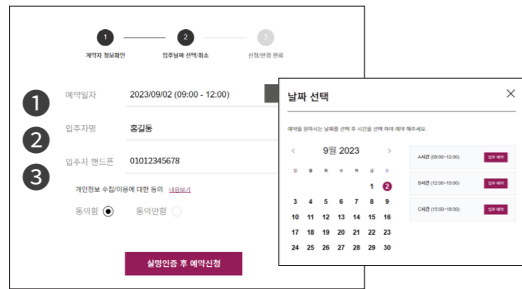 1
2
3
계약자 정보확인
입주날짜 선택/취소
신청/변경 완료
1
예약일자
2023/09/02 (09:00 - 12:00)
2
입주자명
홍길동
3
입주자 핸드폰
01012345678
개인정보 수집/이용에 대한 동의 내용보기
동의함
동의안함
실명인증 후 예약신청
날짜 선택
예약을 원하시는 날짜를 선택 후 시간을 선택 하여 예약 해주세요.
< 9월 2023 >
일 월 화 수 목 금 토
1 2
3 4 5 6 7 8 9
10 11 12 13 14 15 16
17 18 19 20 21 22 23
24 25 26 27 28 29 30
A시간 (09:00~12:00) 입주 예약
B시간 (12:00~15:00) 입주 예약
C시간 (15:00~18:00) 입주 예약